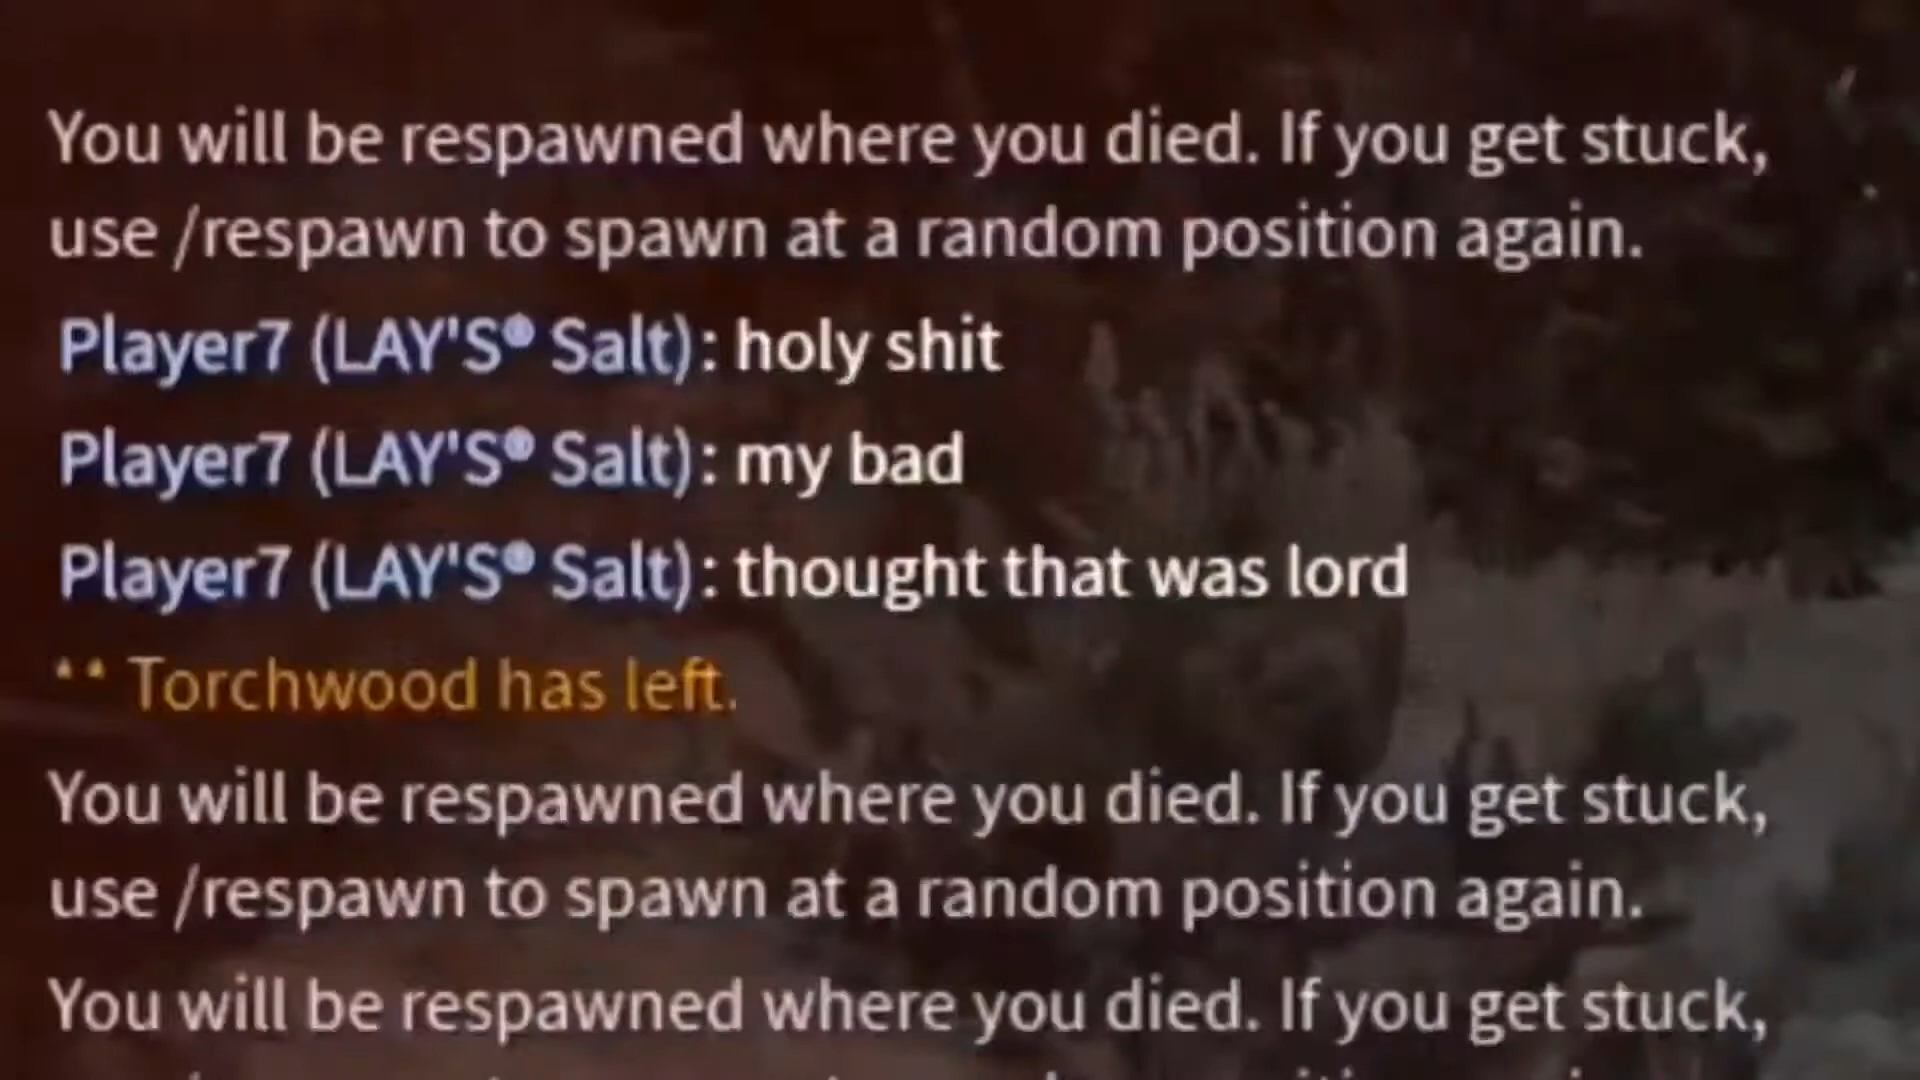 You will be respawned where you died. If you get stuck,
use /respawn to spawn at a random position again.
Player7 (LAY'S® Salt): holy shit
Player7 (LAY'S® Salt): my bad
Player7 (LAY'S® Salt): thought that was lord
** Torchwood has left.
You will be respawned where you died. If you get stuck,
use /respawn to spawn at a random position again.
You will be respawned where you died. If you get stuck,